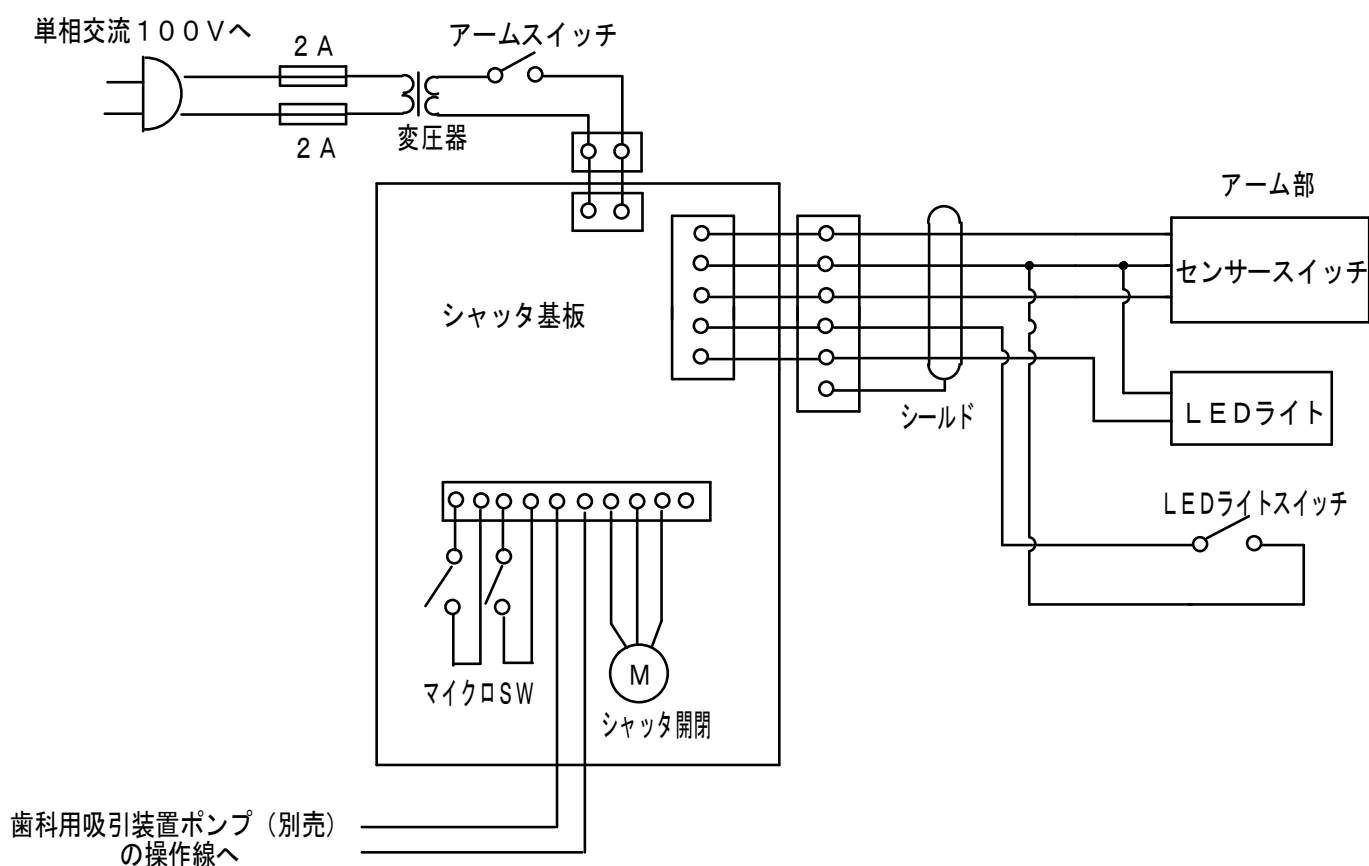 単相交流１００Ｖへ
２Ａ
アームスイッチ
２Ａ
変圧器
アーム部
センサースイッチ
シャッタ基板
ＬＥＤライト
シールド
ＬＥＤライトスイッチ
M
マイクロＳＷ
シャッタ開閉
歯科用吸引装置ポンプ（別売）
の操作線へ